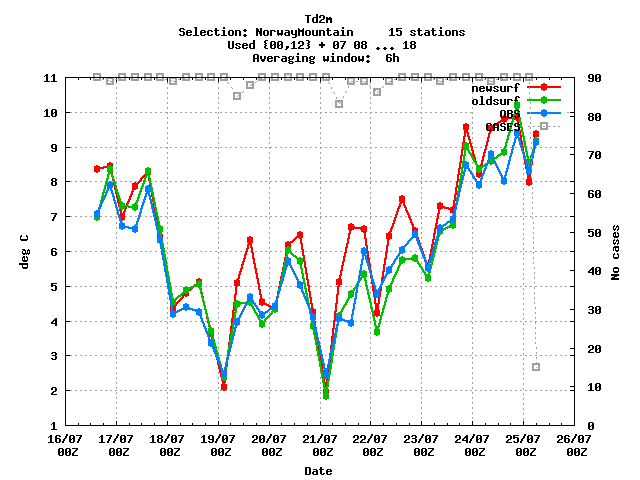 Td2m
Selection: NorwayMountain     15 stations
Used {00,12} + 07 08 ... 18
Averaging window:  6h
newsurf
oldsurf
OBS
CASES
11
10
9
8
7
6
5
4
3
2
1
deg C
90
80
70
60
50
40
30
20
10
0
No cases
16/07 17/07 18/07 19/07 20/07 21/07 22/07 23/07 24/07 25/07 26/07
00Z 00Z 00Z 00Z 00Z 00Z 00Z 00Z 00Z 00Z 00Z
Date